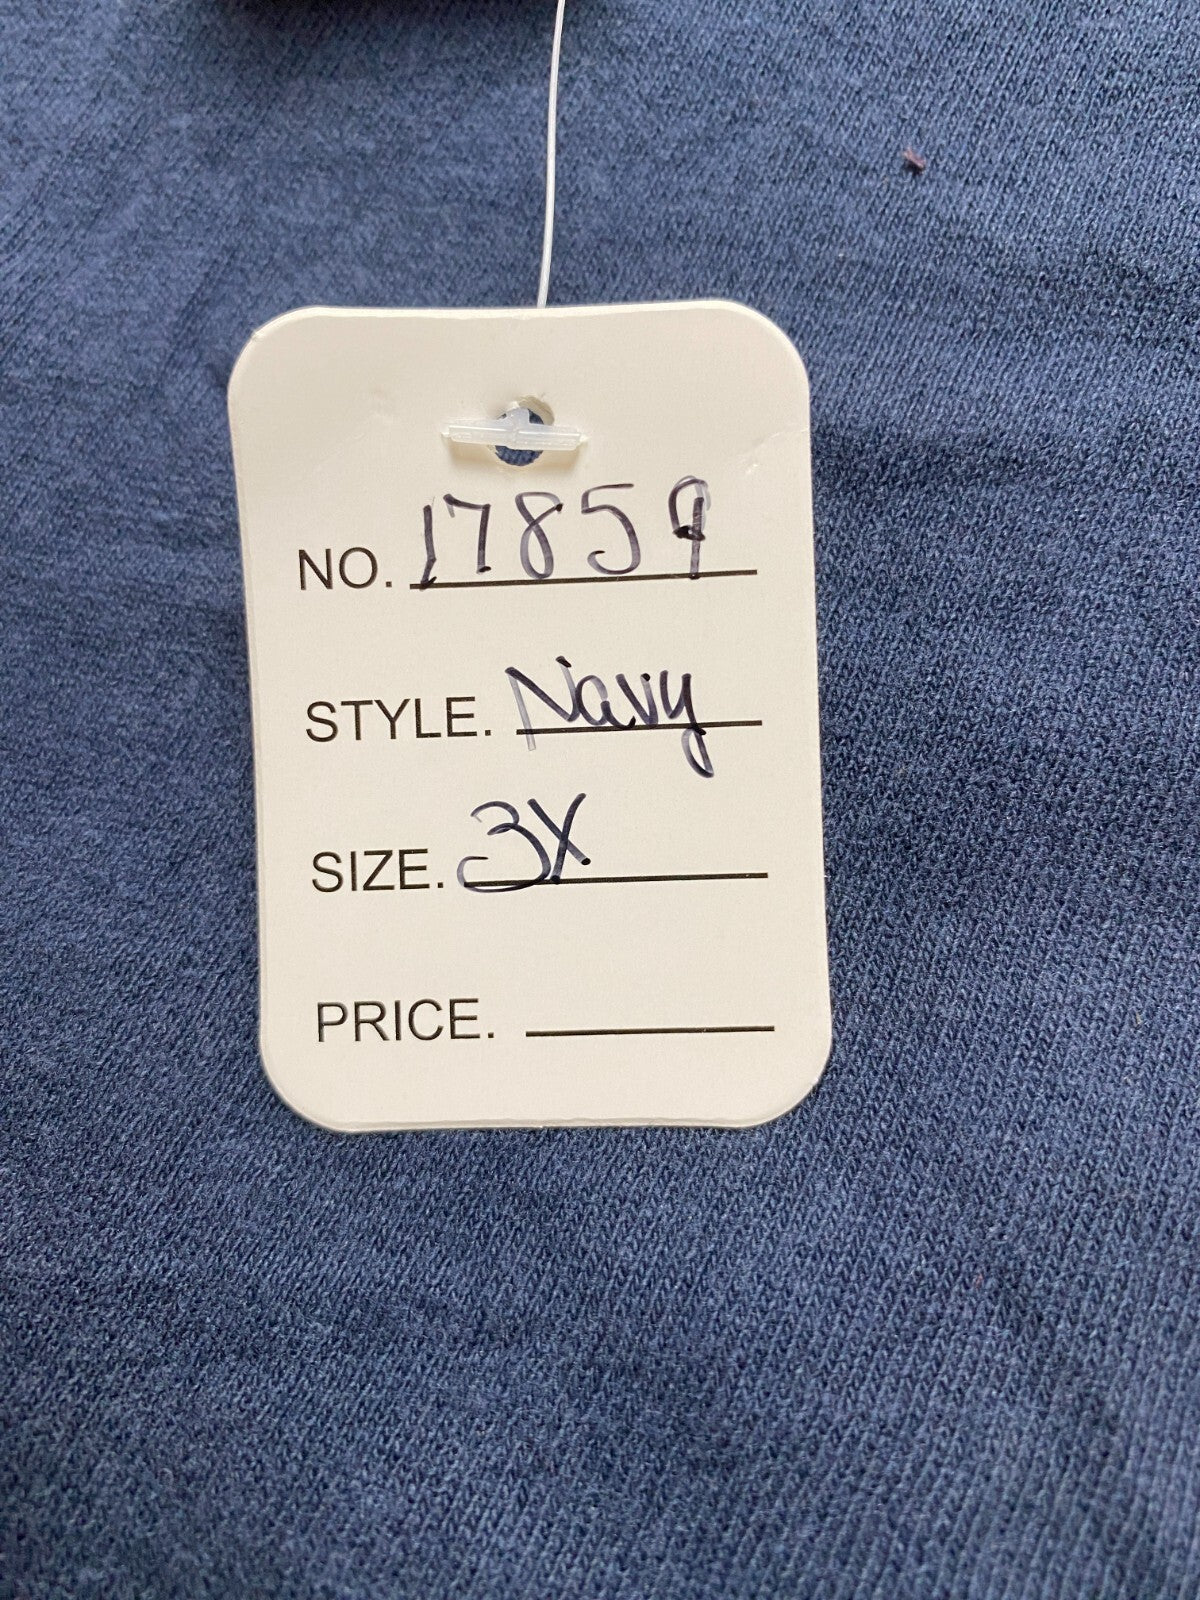 NO. 17859
STYLE. Navy
SIZE. 3X
PRICE.